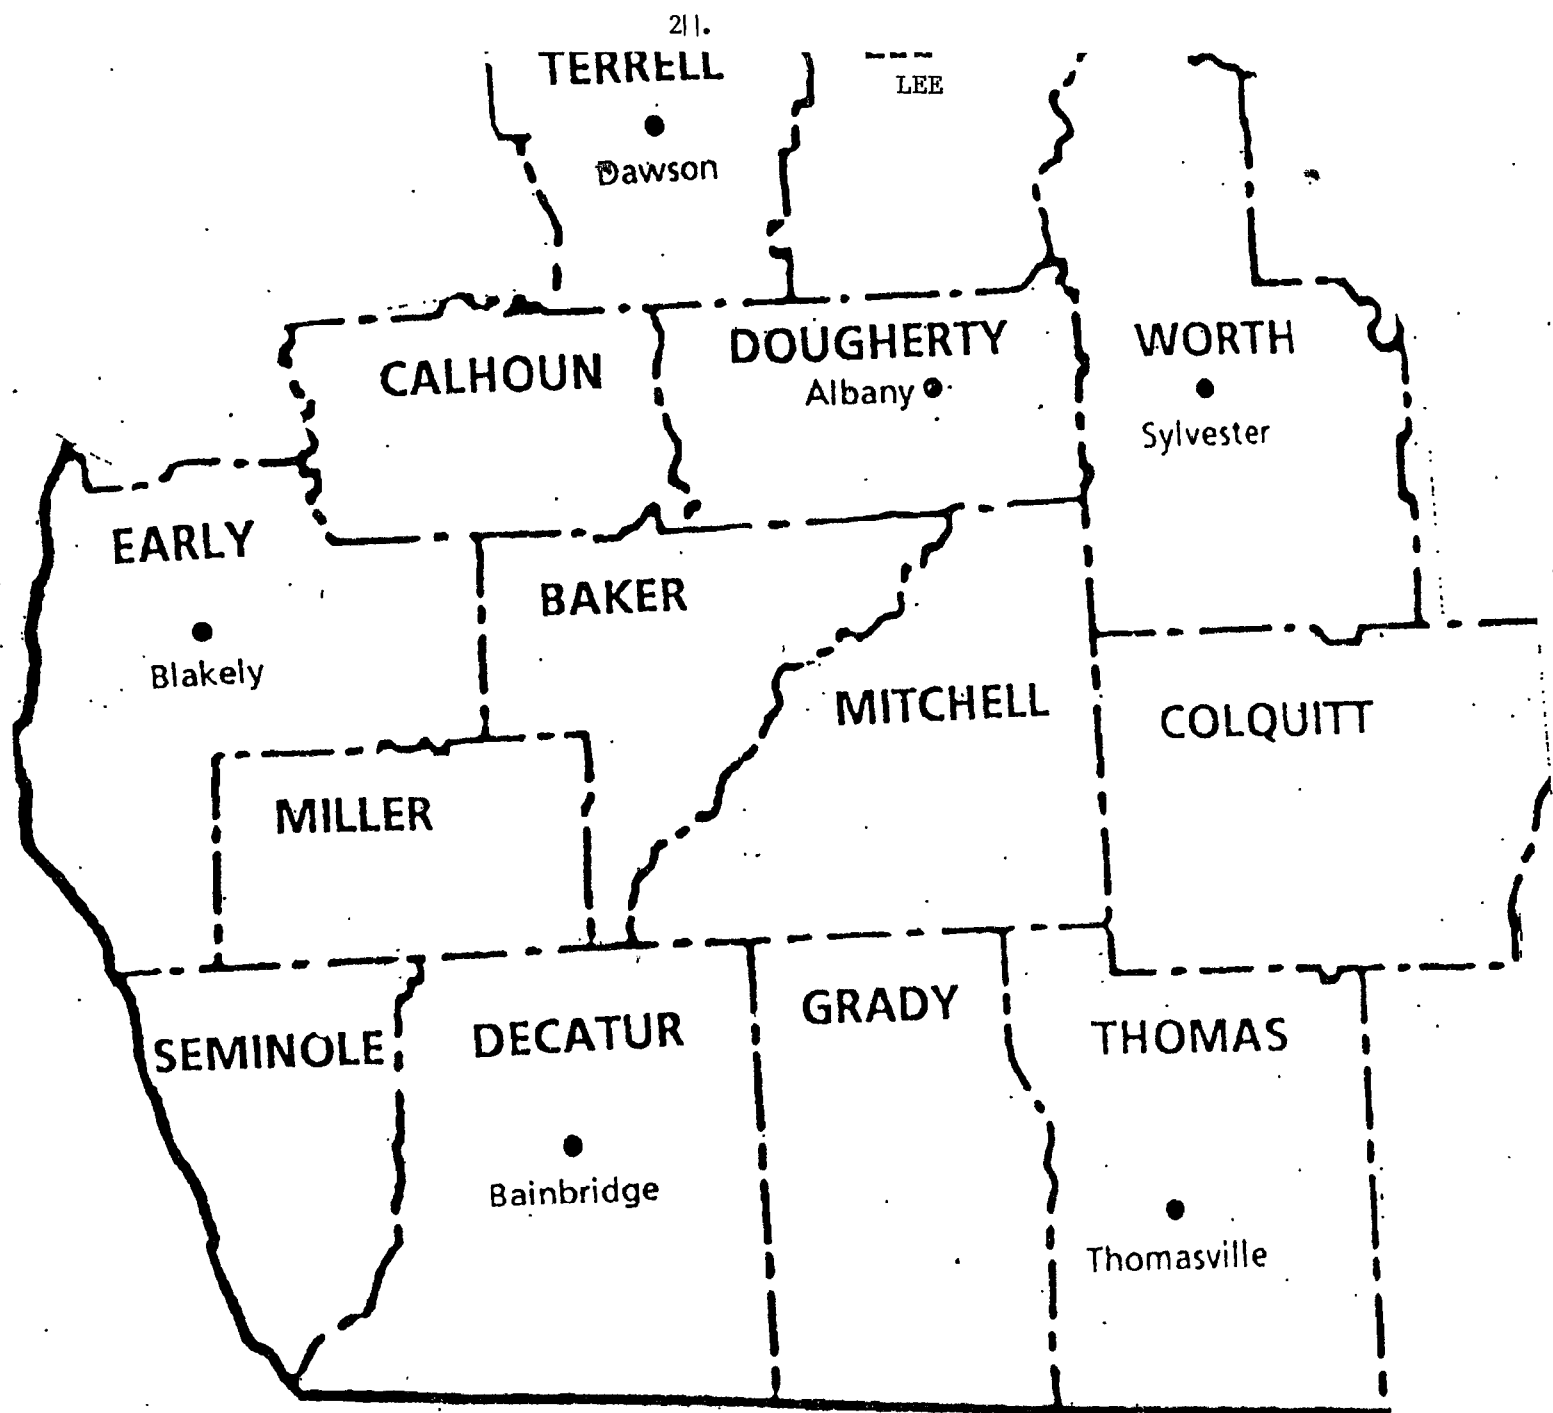 211.
TERRELL
LEE
Dawson
DOUGHERTY
WORTH
CALHOUN
Albany
Sylvester
EARLY
BAKER
Blakely
MITCHELL
COLQUITT
MILLER
GRADY
SEMINOLE
DECATUR
THOMAS
Bainbridge
Thomasville